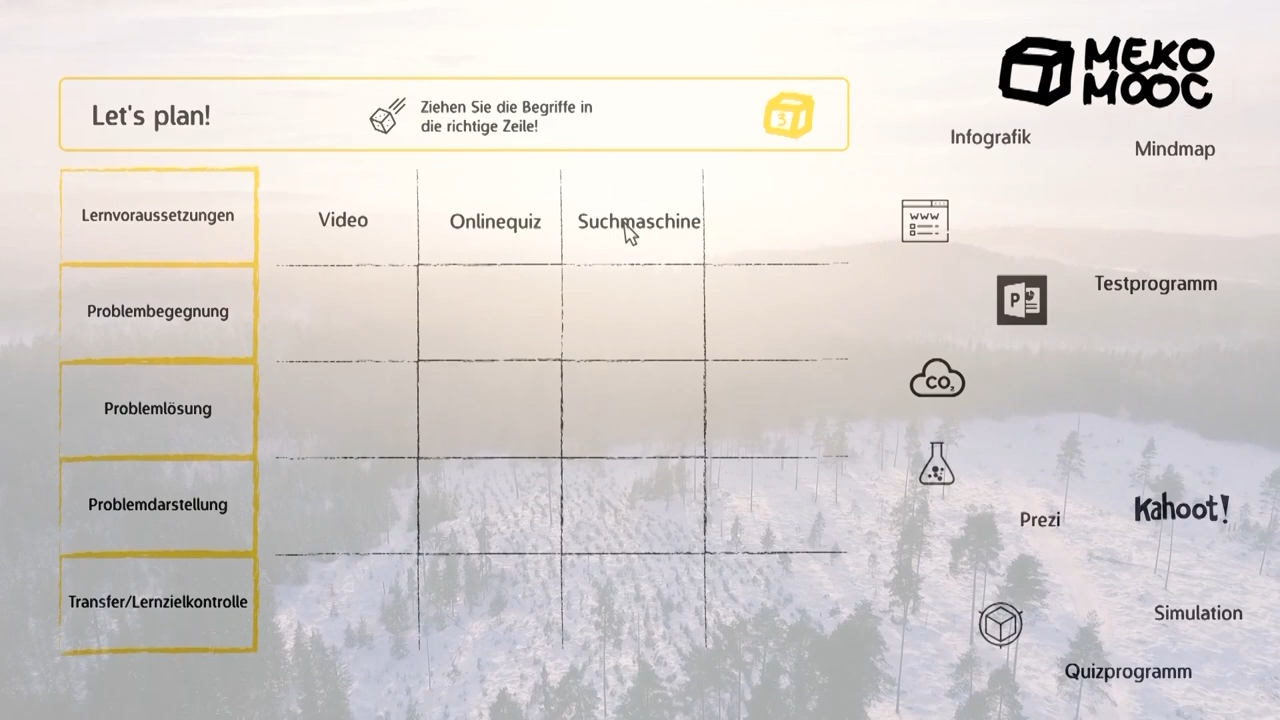 MEKO
MOOC
Let's plan!
Ziehen Sie die Begriffe in
die richtige Zeile!
3
Infografik
Mindmap
Lernvoraussetzungen
Video
Onlinequiz
Suchmaschine
WWW
Problembegegnung
Testprogramm
P
CO₂
Problemlösung
Problemdarstellung
Kahoot!
Prezi
Transfer/Lernzielkontrolle
Simulation
Quizprogramm